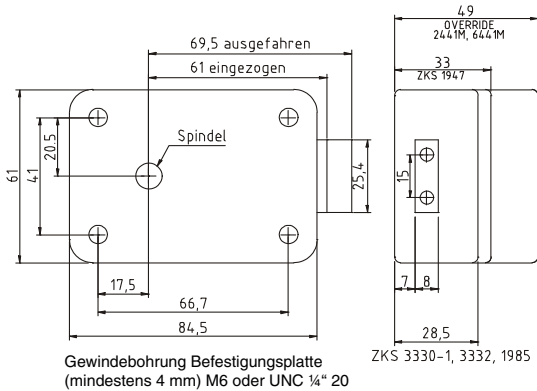 49
OVERRIDE
2441M, 6441M
69,5 ausgefahren
33
ZKS 1947
61 eingezogen
Spindel
61
41
20.5
25,4
15
17,5
7
8
66,7
28,5
84,5
ZKS 3330-1, 3332, 1985
Gewindebohrung Befestigungsplatte
(mindestens 4 mm) M6 oder UNC ¼“ 20